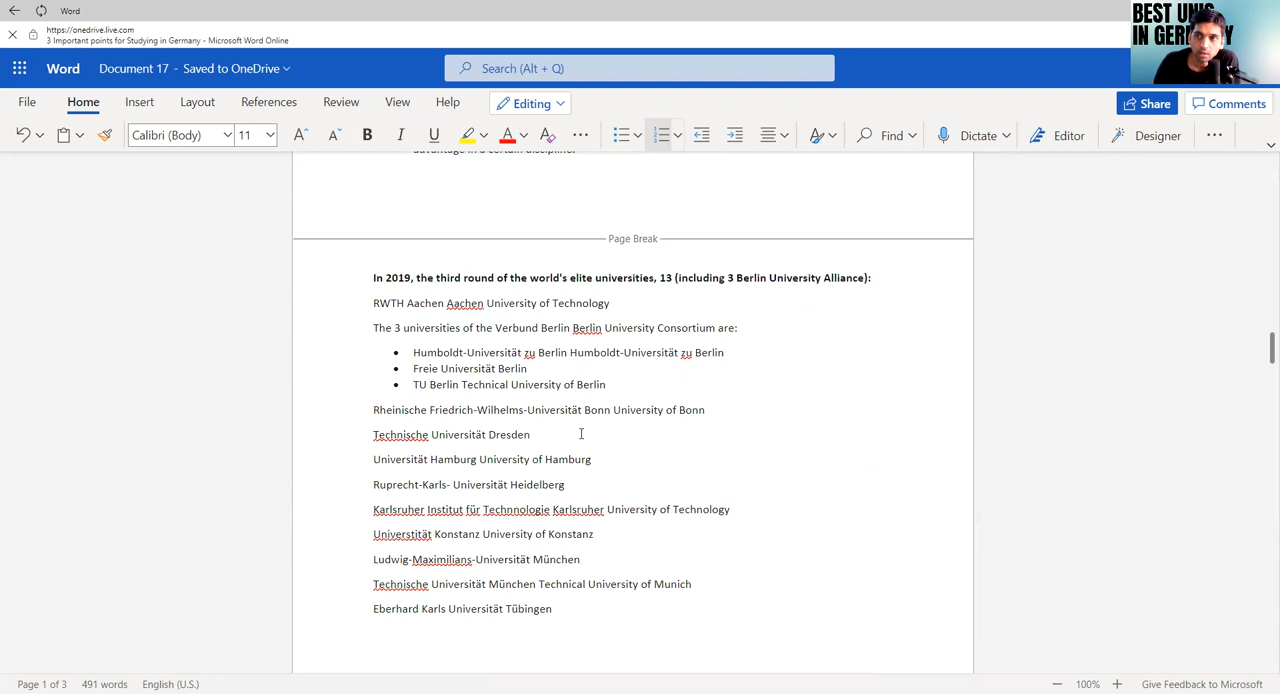 Word
https://onedrive.live.com
3 Important points for Studying in Germany - Microsoft Word Online
BEST UNIS
IN GERMANY
Word Document 17 - Saved to OneDrive Search (Alt + Q)
File Home Insert Layout References Review View Help Editing Share Comments
Calibri (Body) 11 A A B I U A A Find Dictate Editor Designer
advantage in a certain discipline.
Page Break
In 2019, the third round of the world's elite universities, 13 (including 3 Berlin University Alliance):
RWTH Aachen Aachen University of Technology
The 3 universities of the Verbund Berlin Berlin University Consortium are:
• Humboldt-Universität zu Berlin Humboldt-Universität zu Berlin
• Freie Universität Berlin
• TU Berlin Technical University of Berlin
Rheinische Friedrich-Wilhelms-Universität Bonn University of Bonn
Technische Universität Dresden
Universität Hamburg University of Hamburg
Ruprecht-Karls- Universität Heidelberg
Karlsruher Institut für Technnologie Karlsruher University of Technology
Universtität Konstanz University of Konstanz
Ludwig-Maximilians-Universität München
Technische Universität München Technical University of Munich
Eberhard Karls Universität Tübingen
Page 1 of 3 491 words English (U.S.) 100% Give Feedback to Microsoft